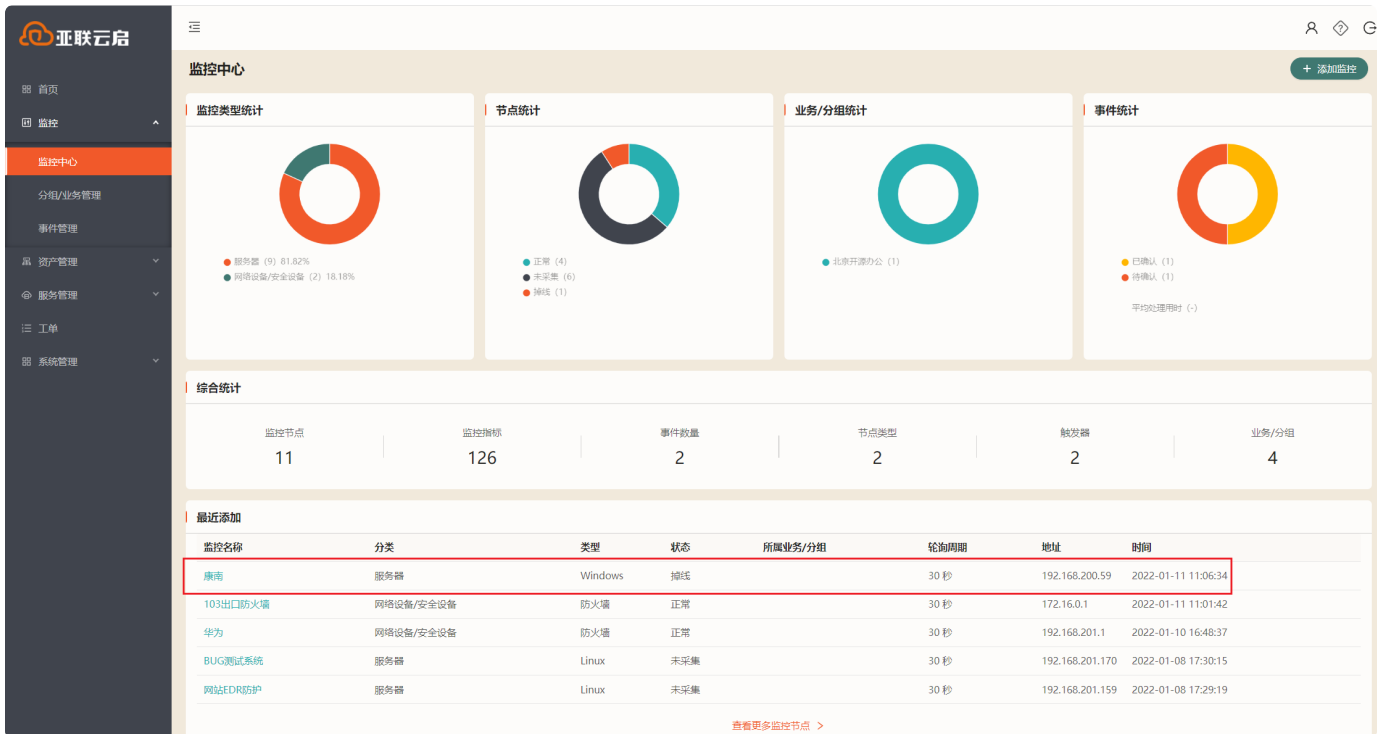 亚联云启
首页
监控
监控中心
分组/业务管理
事件管理
资产管理
服务管理
工单
系统管理
监控中心
+ 添加监控
监控类型统计
服务器 (9) 81.82%
网络设备/安全设备 (2) 18.18%
节点统计
正常 (4)
未采集 (6)
掉线 (1)
业务/分组统计
北京开源办公 (1)
事件统计
已确认 (1)
待确认 (1)
平均处理用时 (-)
综合统计
监控节点 监控指标 事件数量 节点类型 触发器 业务/分组
11 126 2 2 2 4
最近添加
监控名称 分类 类型 状态 所属业务/分组 轮询周期 地址 时间
康南 服务器 Windows 掉线 30 秒 192.168.200.59 2022-01-11 11:06:34
103出口防火墙 网络设备/安全设备 防火墙 正常 30 秒 172.16.0.1 2022-01-11 11:01:42
华为 网络设备/安全设备 防火墙 正常 30 秒 192.168.201.1 2022-01-10 16:48:37
BUG测试系统 服务器 Linux 未采集 30 秒 192.168.201.170 2022-01-08 17:30:15
网站EDR防护 服务器 Linux 未采集 30 秒 192.168.201.159 2022-01-08 17:29:19
查看更多监控节点 >